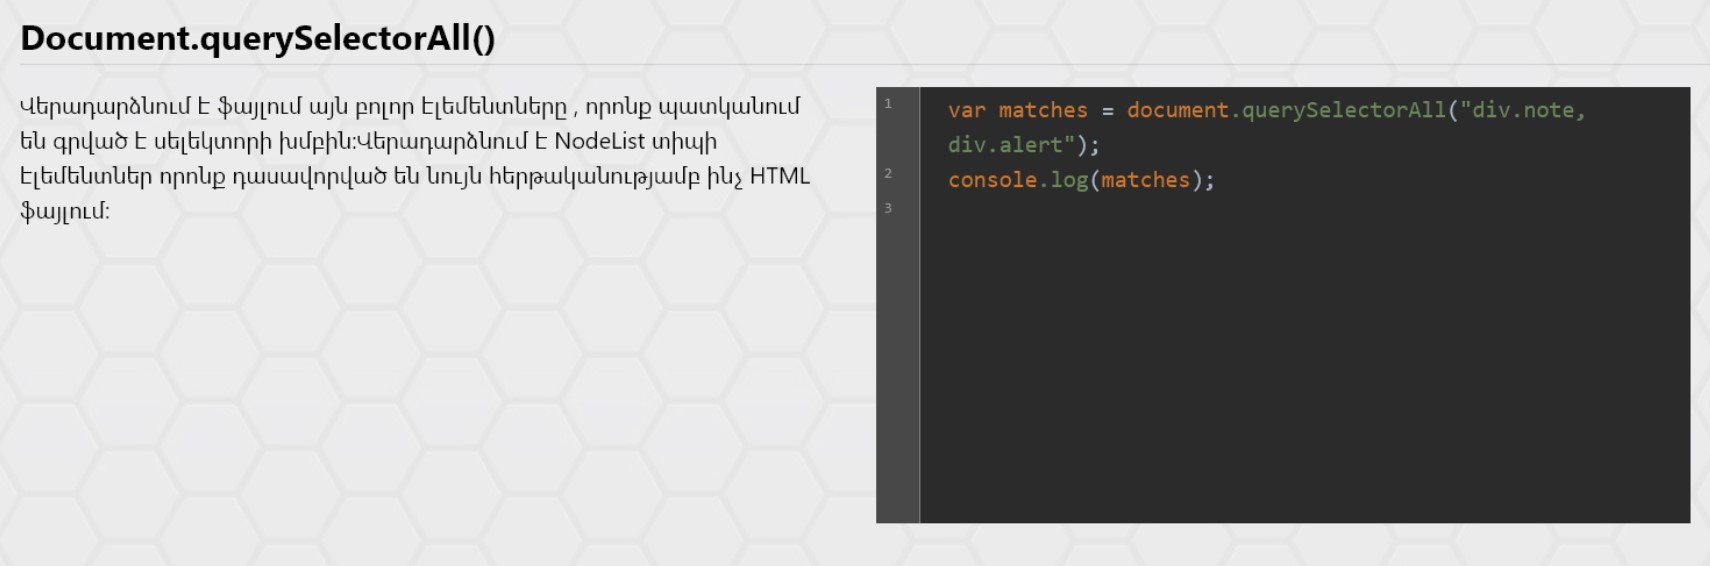 Document.querySelectorAll()
Վերադարձնում է ֆայլում այն բոլոր էլեմենտները , որոնք պատկանում
են գրված է սելեկտորի խմբին:Վերադարձնում է NodeList տիպի
էլեմենտներ որոնք դասավորված են նույն հերթականությամբ ինչ HTML
ֆայլում:
1 var matches = document.querySelectorAll("div.note,
div.alert");
2 console.log(matches);
3